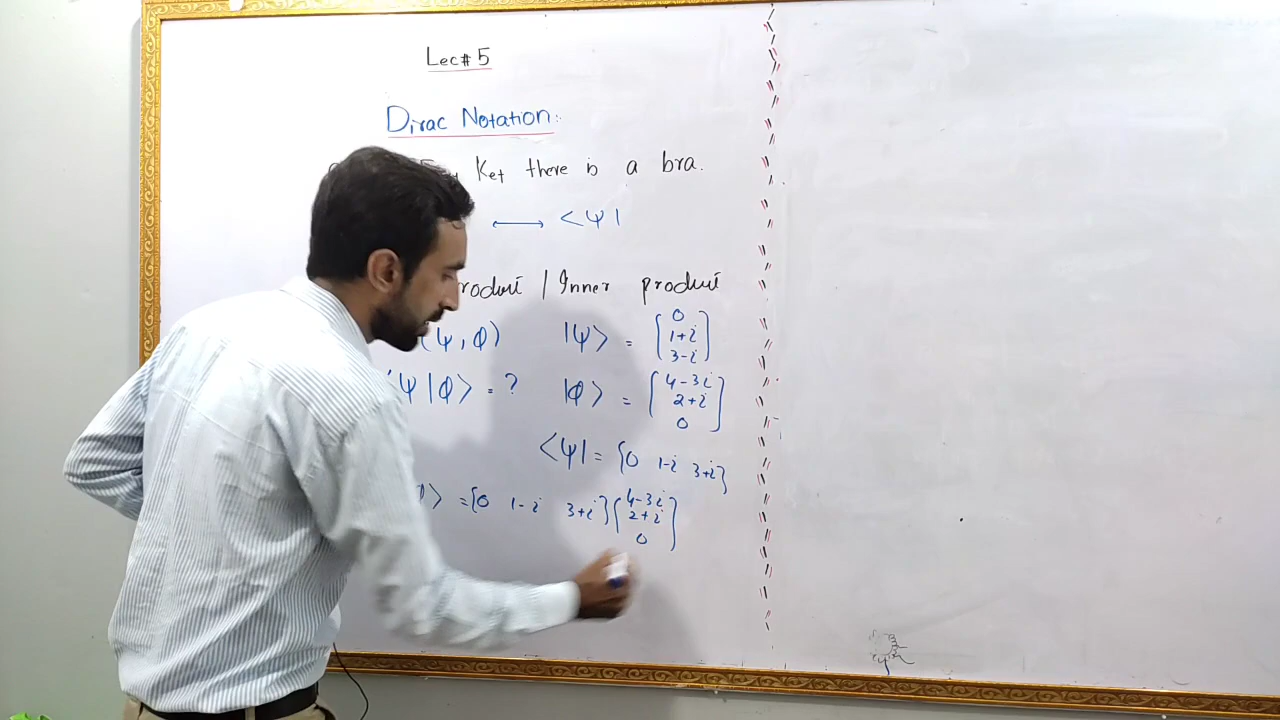 Lec# 5
Dirac Notation:
Ket there is a bra.
⟷ <ψ|
roduct / Inner product
(ψ, φ) |ψ> = [0
1+i
3-i]
<ψ|φ> = ? |φ> = [4-3i
2+i
0]
<ψ| = [0 1-i 3+i]
> = [0 1-i 3+i] [4-3i
2+i
0]